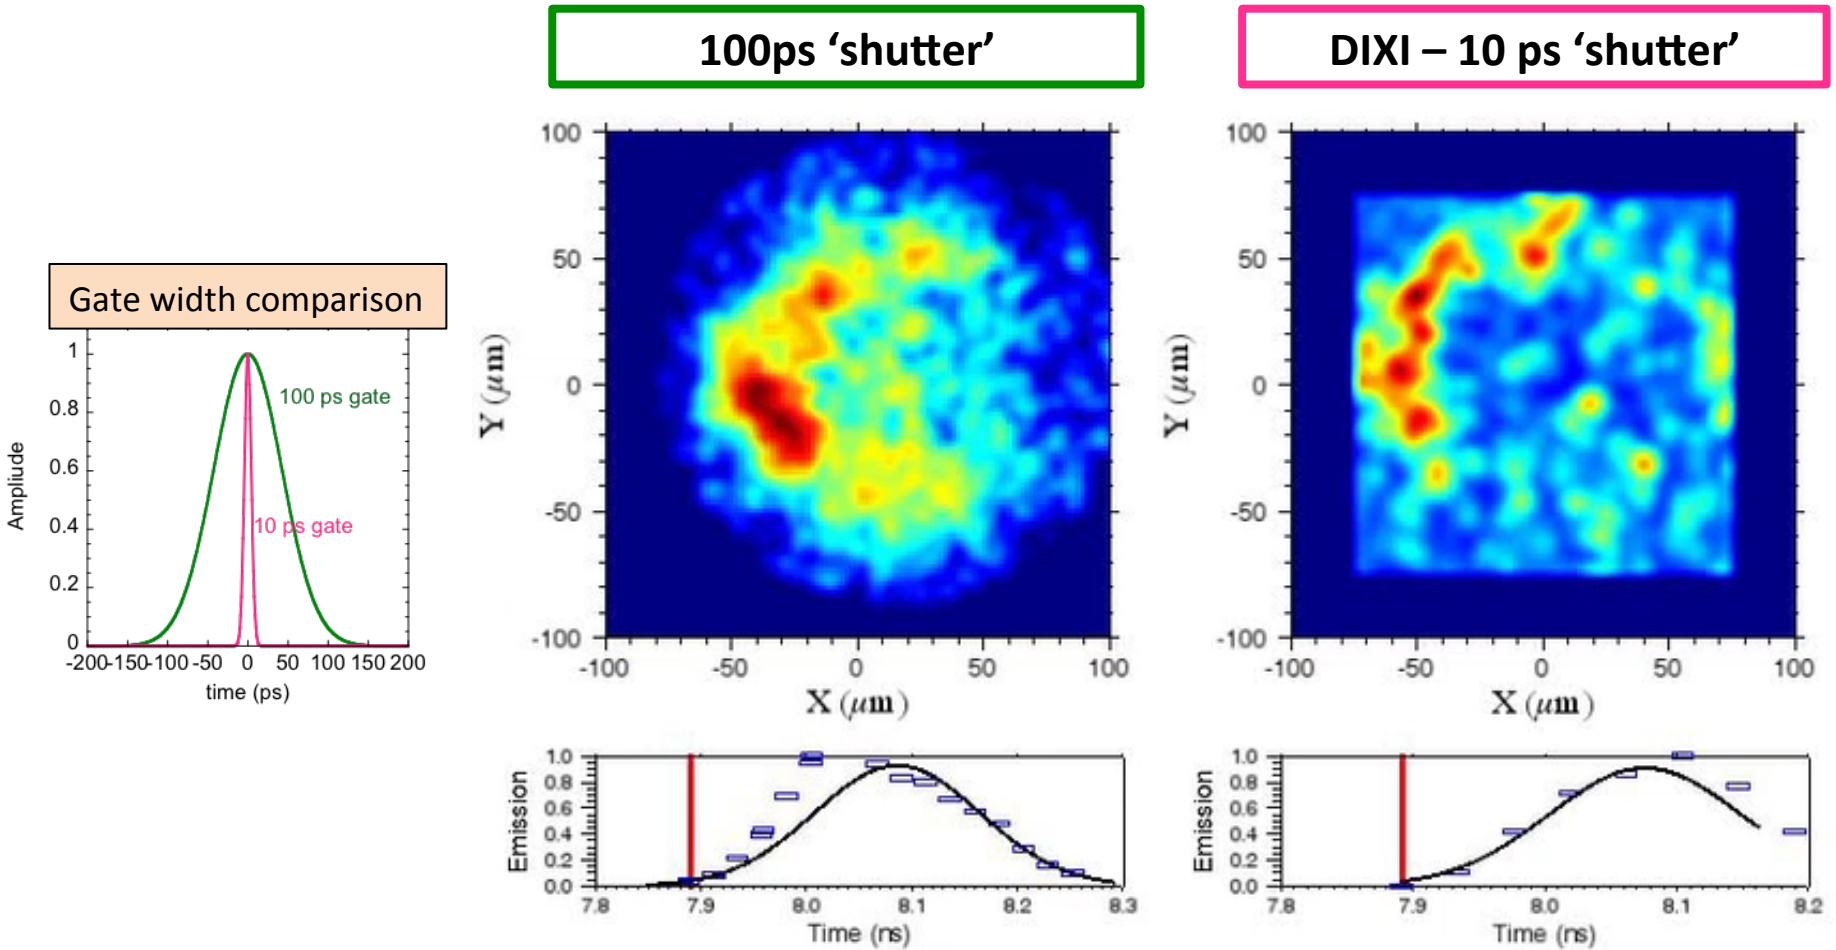 100ps ‘shutter’
DIXI – 10 ps ‘shutter’
Gate width comparison
Ampliude
1
0.8
0.6
0.4
0.2
0
100 ps gate
10 ps gate
-200-150-100 -50 0 50 100 150 200
time (ps)
Y (μm)
100
50
0
-50
-100
-100 -50 0 50 100
X (μm)
Y (μm)
100
50
0
-50
-100
-100 -50 0 50 100
X (μm)
Emission
1.0
0.8
0.6
0.4
0.2
0.0
7.8 7.9 8.0 8.1 8.2 8.3
Time (ns)
Emission
1.0
0.8
0.6
0.4
0.2
0.0
7.8 7.9 8.0 8.1 8.2
Time (ns)